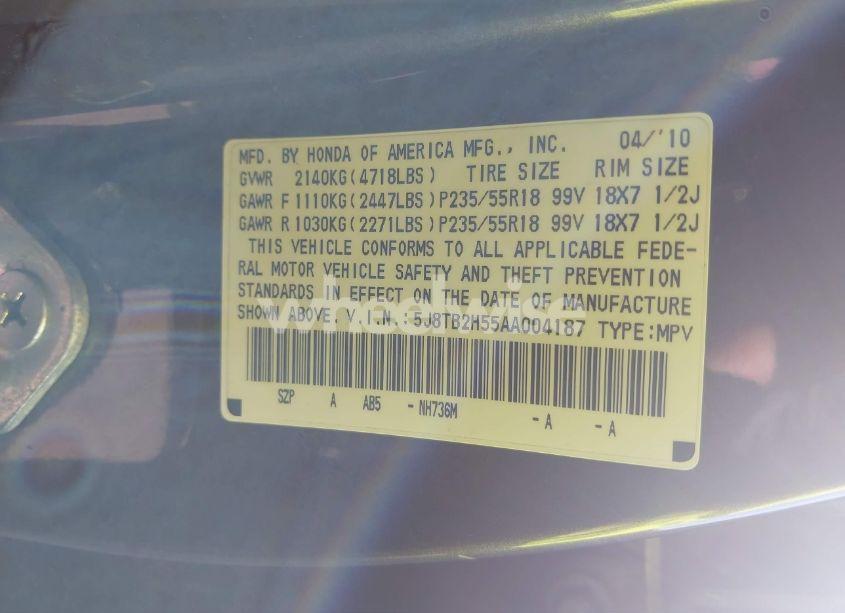 MFD. BY HONDA OF AMERICA MFG., INC. 04/'10
GVWR 2140KG(4718LBS) TIRE SIZE RIM SIZE
GAWR F 1110KG(2447LBS) P235/55R18 99V 18X7 1/2J
GAWR R 1030KG(2271LBS) P235/55R18 99V 18X7 1/2J
THIS VEHICLE CONFORMS TO ALL APPLICABLE FEDE-
RAL MOTOR VEHICLE SAFETY AND THEFT PREVENTION
STANDARDS IN EFFECT ON THE DATE OF MANUFACTURE
SHOWN ABOVE. V.I.N.:5J8TB2H55AA004187 TYPE:MPV
SZP A AB5 - NH736M - A - A